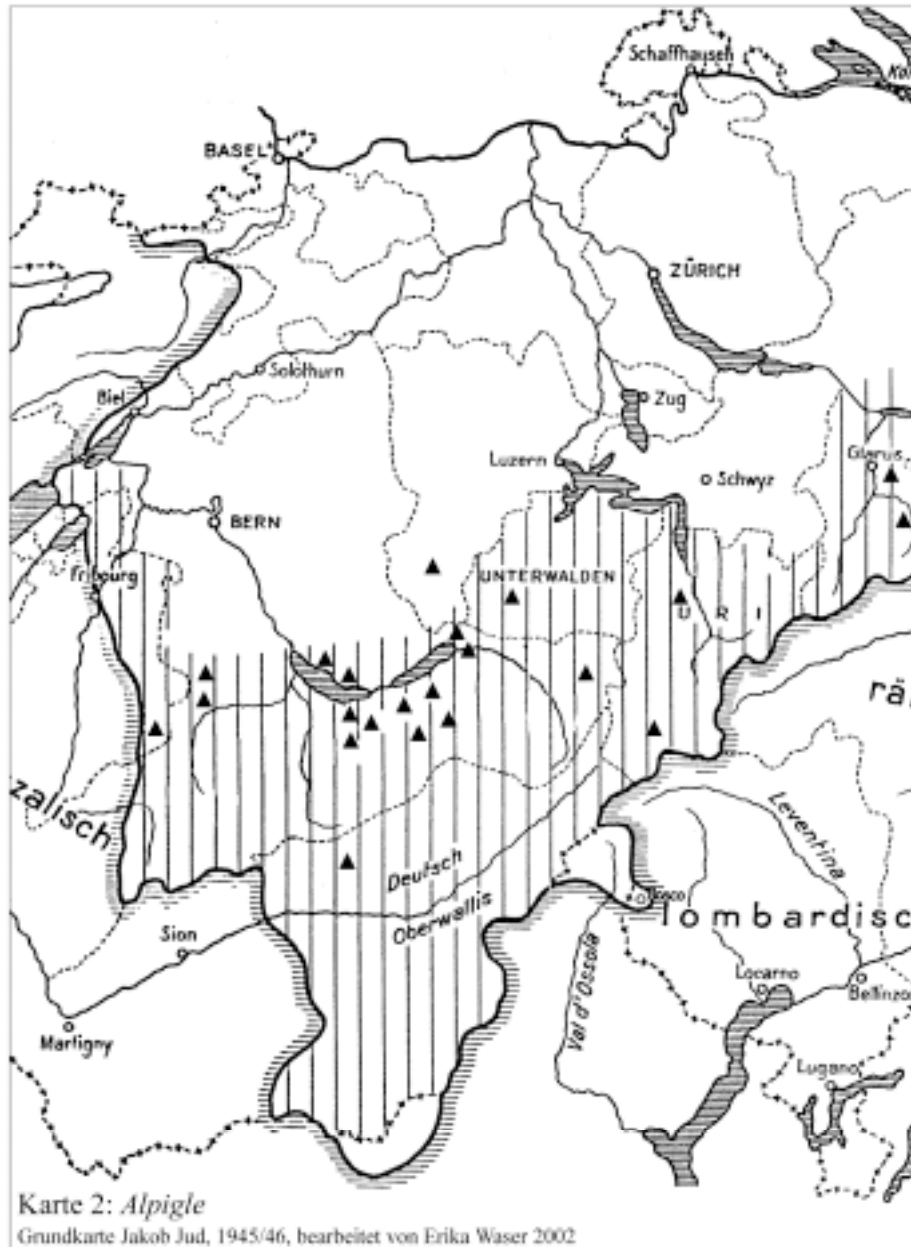 Schaffhausen
BASEL
ZÜRICH
Solothurn
Biel
Zug
Luzern
Schwyz
Glarus
BERN
UNTERWALDEN
Fribourg
U R I
rä
zalisch
Leventina
Deutsch
Oberwallis
lombardisc
Sion
Val d'Ossola
Locarno
Bellinzo
Martigny
Lugano
Karte 2: Alpigle
Grundkarte Jakob Jud, 1945/46, bearbeitet von Erika Waser 2002